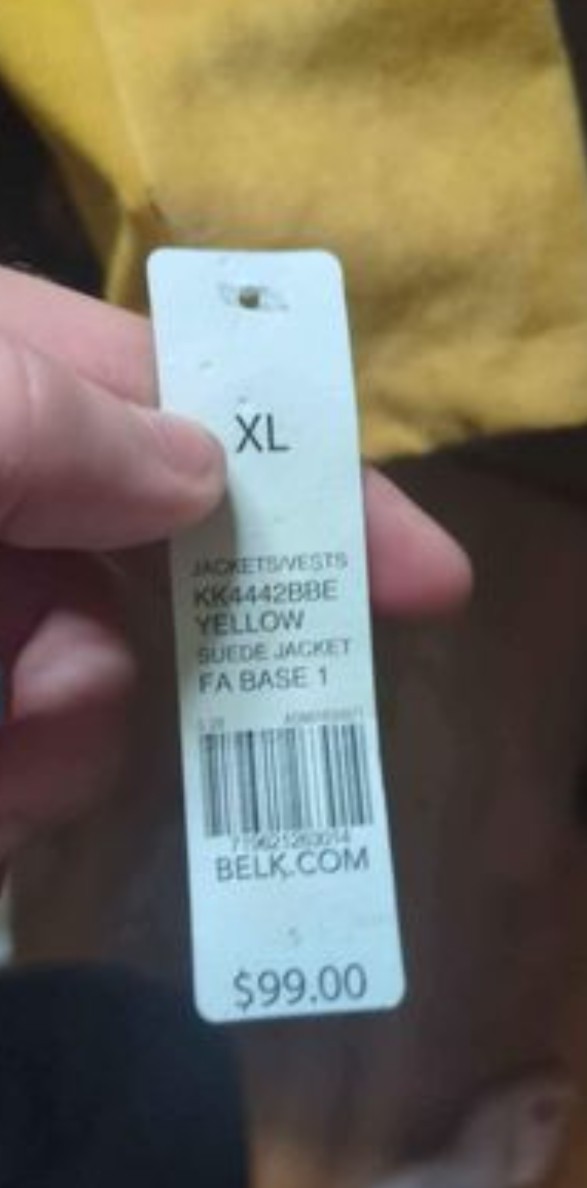 XL
JACKETS/VESTS
KK4442BBE
YELLOW
SUEDE JACKET
FA BASE 1
BELK.COM
$99.00